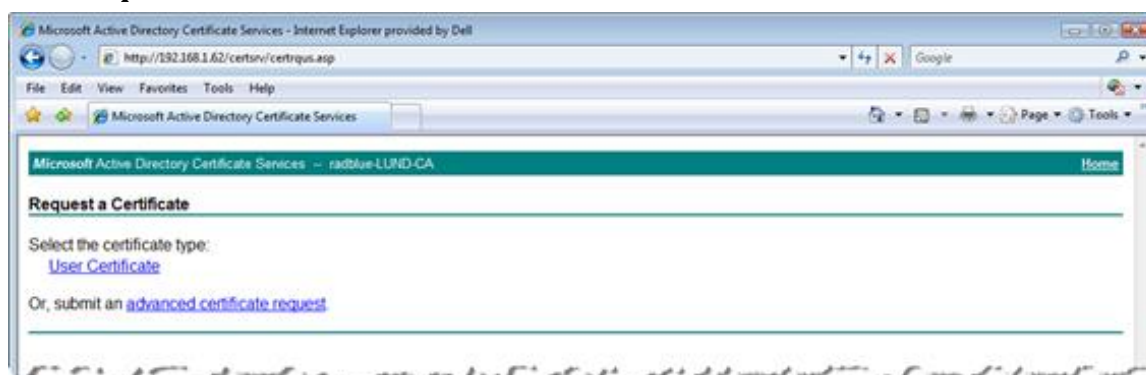 Microsoft Active Directory Certificate Services - Internet Explorer provided by Dell
http://192.168.1.62/certsrv/certrqus.asp
Google
File Edit View Favorites Tools Help
Microsoft Active Directory Certificate Services
Page Tools
Microsoft Active Directory Certificate Services -- radblue-LUND-CA
Home
Request a Certificate
Select the certificate type:
User Certificate
Or, submit an advanced certificate request.